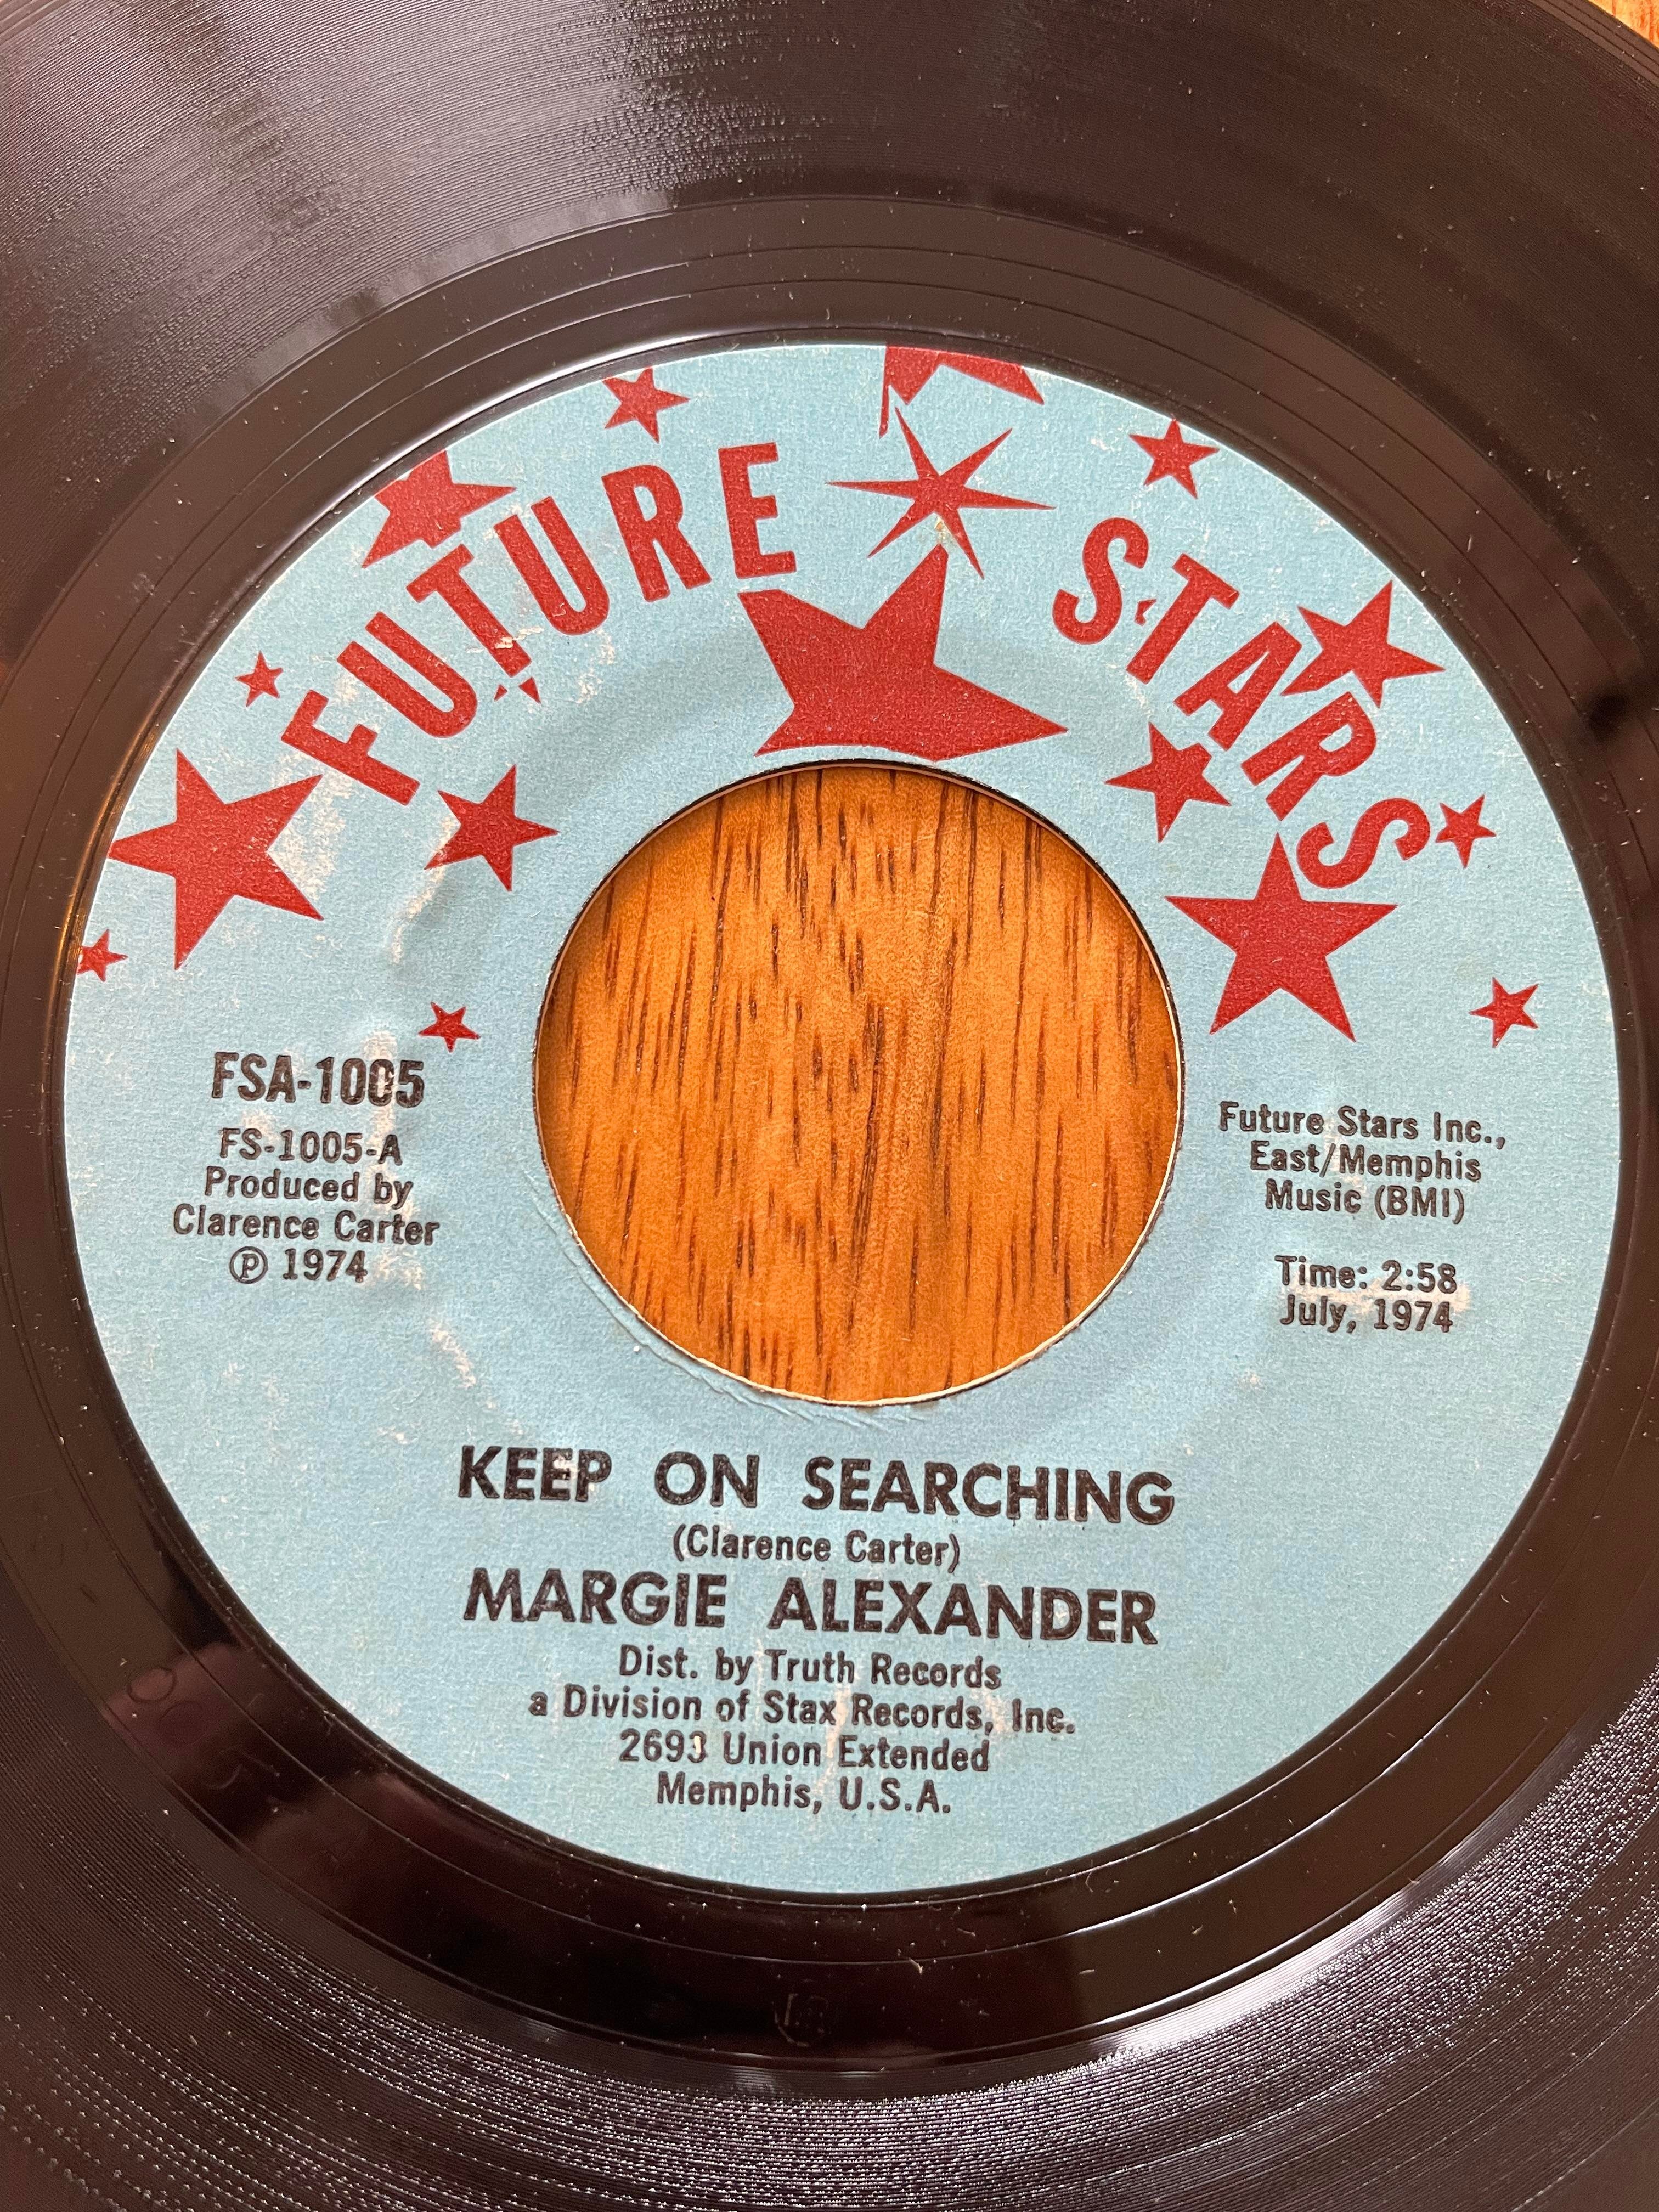 FUTURE STARS
FSA-1005
FS-1005-A
Produced by
Clarence Carter
℗ 1974
Future Stars Inc.,
East/Memphis
Music (BMI)
Time: 2:58
July, 1974
KEEP ON SEARCHING
(Clarence Carter)
MARGIE ALEXANDER
Dist. by Truth Records
a Division of Stax Records, Inc.
2693 Union Extended
Memphis, U.S.A.